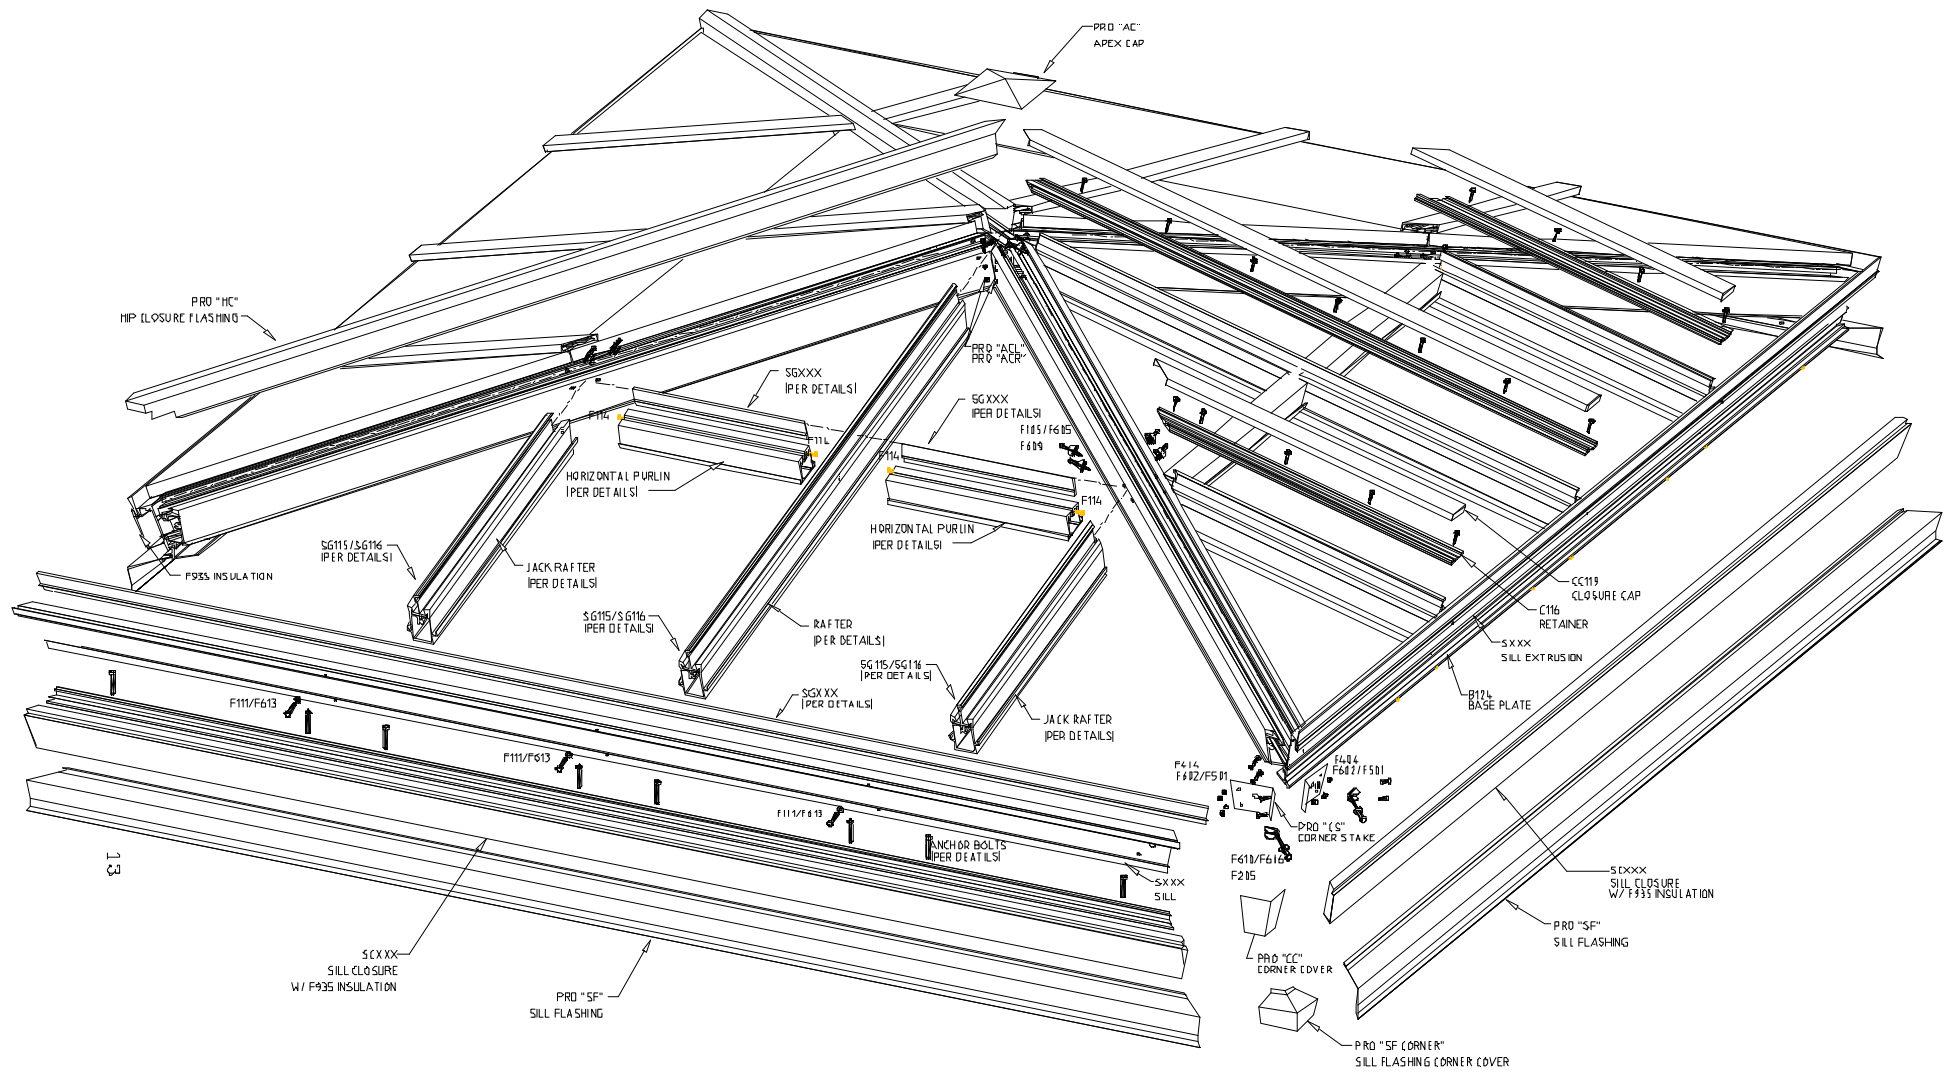 PRO "AC"
APEX CAP
PRO "HC"
HIP CLOSURE FLASHING
PRO "ACL"
PRO "ACR"
SGXXX
(PER DETAILS)
SGXXX
(PER DETAILS)
F105/F605
F609
F114
F114
F114
F114
HORIZONTAL PURLIN
(PER DETAILS)
HORIZONTAL PURLIN
(PER DETAILS)
SG115/SG116
(PER DETAILS)
F935 INSULATION
JACK RAFTER
(PER DETAILS)
SG115/SG116
(PER DETAILS)
RAFTER
(PER DETAILS)
CC119
CLOSURE CAP
C116
RETAINER
SXXX
SILL EXTRUSION
SG115/SG116
(PER DETAILS)
SGXXX
(PER DETAILS)
B124
BASE PLATE
F111/F613
JACK RAFTER
(PER DETAILS)
F111/F613
F414
F602/F501
F404
F602/F501
F111/F613
PRO "CS"
CORNER STAKE
ANCHOR BOLTS
(PER DEATILS)
F610/F616
F205
13
SXXX
SILL
SCXXX
SILL CLOSURE
W/ F935 INSULATION
PRO "SF"
SILL FLASHING
SCXXX
SILL CLOSURE
W/ F935 INSULATION
PRO "CC"
CORNER COVER
PRO "SF"
SILL FLASHING
PRO "SF CORNER"
SILL FLASHING CORNER COVER